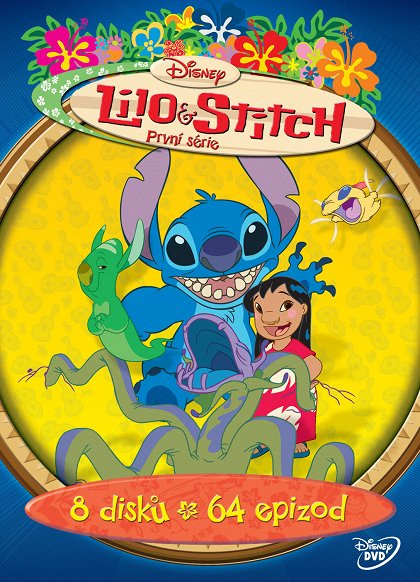 Disney
Lilo & Stitch
První série
8 disků 64 epizod
Disney
DVD